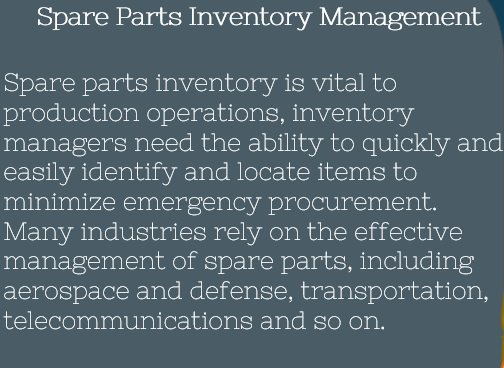 Spare Parts Inventory Management
Spare parts inventory is vital to
production operations, inventory
managers need the ability to quickly and
easily identify and locate items to
minimize emergency procurement.
Many industries rely on the effective
management of spare parts, including
aerospace and defense, transportation,
telecommunications and so on.